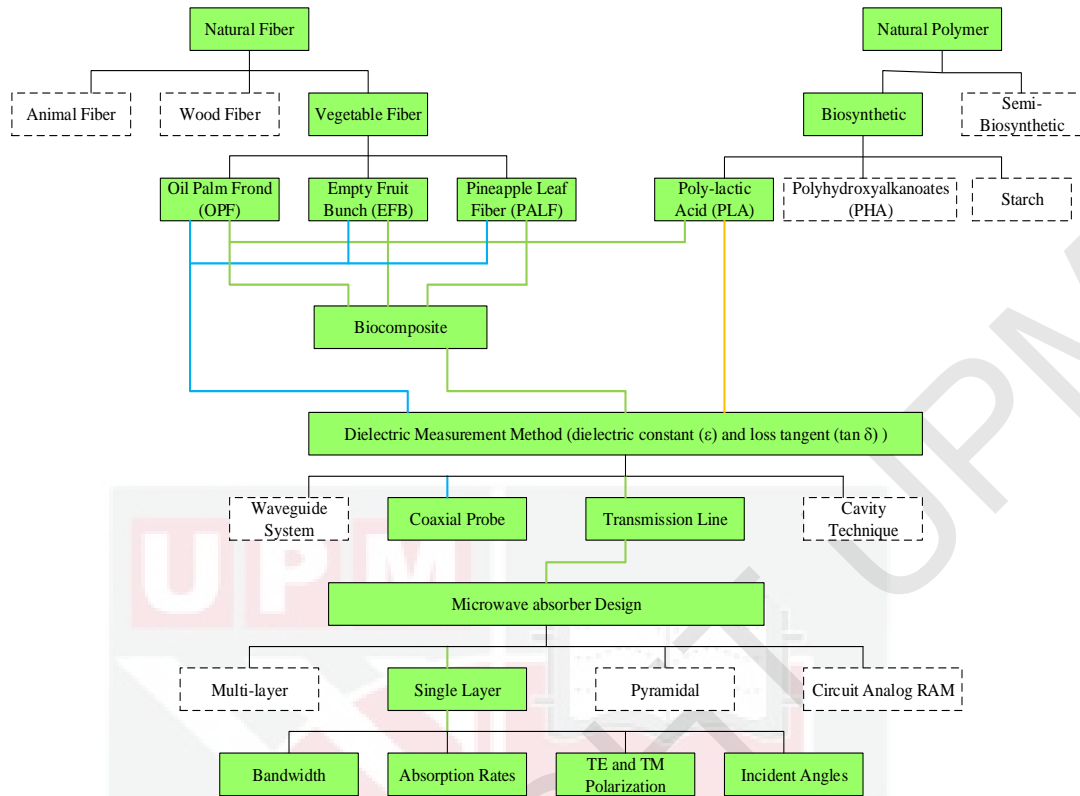 Natural Fiber
Natural Polymer
Animal Fiber
Wood Fiber
Vegetable Fiber
Biosynthetic
Semi-
Biosynthetic
Oil Palm Frond
(OPF)
Empty Fruit
Bunch (EFB)
Pineapple Leaf
Fiber (PALF)
Poly-lactic
Acid (PLA)
Polyhydroxyalkanoates
(PHA)
Starch
Biocomposite
Dielectric Measurement Method (dielectric constant (ε) and loss tangent (tan δ) )
Waveguide
System
Coaxial Probe
Transmission Line
Cavity
Technique
UPM
Microwave absorber Design
Multi-layer
Single Layer
Pyramidal
Circuit Analog RAM
Bandwidth
Absorption Rates
TE and TM
Polarization
Incident Angles
UPM